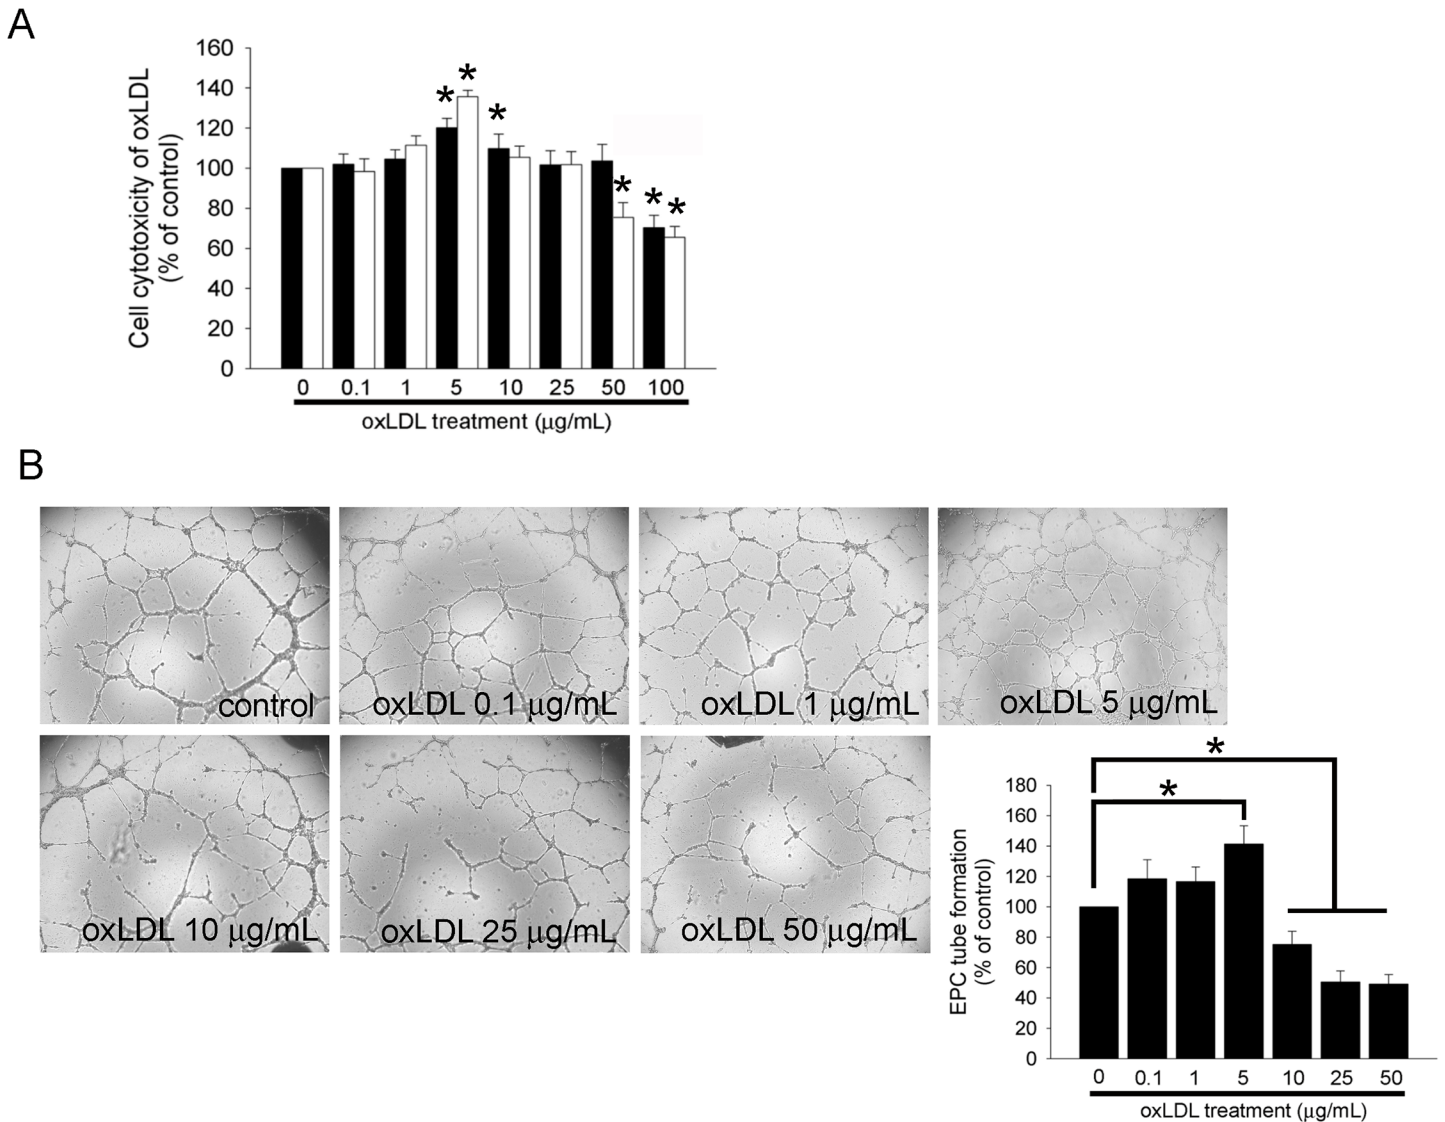 A
Cell cytotoxicity of oxLDL
(% of control)
160
140
120
100
80
60
40
20
0
*
*
*
*
*
*
0 0.1 1 5 10 25 50 100
oxLDL treatment (μg/mL)
B
control
oxLDL 0.1 μg/mL
oxLDL 1 μg/mL
oxLDL 5 μg/mL
oxLDL 10 μg/mL
oxLDL 25 μg/mL
oxLDL 50 μg/mL
EPC tube formation
(% of control)
180
160
140
120
100
80
60
40
20
0
*
*
0 0.1 1 5 10 25 50
oxLDL treatment (μg/mL)